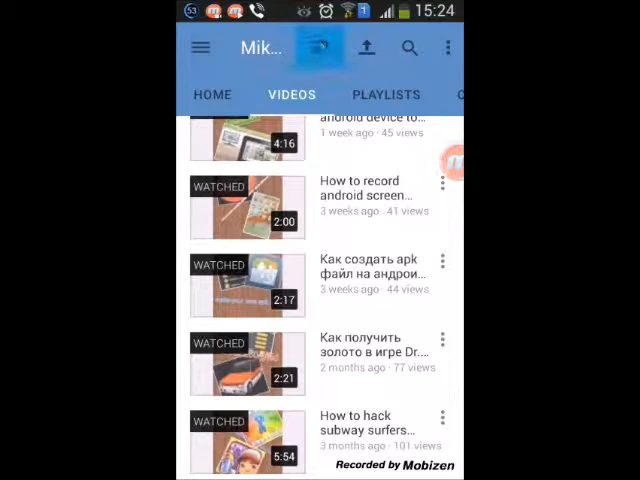 53
1
15:24
Mik...
HOME VIDEOS PLAYLISTS
android device to...
1 week ago · 45 views
4:16
WATCHED
How to record
android screen...
3 weeks ago · 41 views
2:00
WATCHED
Как создать apk
файл на андрои...
3 weeks ago · 44 views
2:17
WATCHED
Как получить
золото в игре Dr....
2 months ago · 77 views
2:21
WATCHED
How to hack
subway surfers...
3 months ago · 101 views
5:54
Recorded by Mobizen